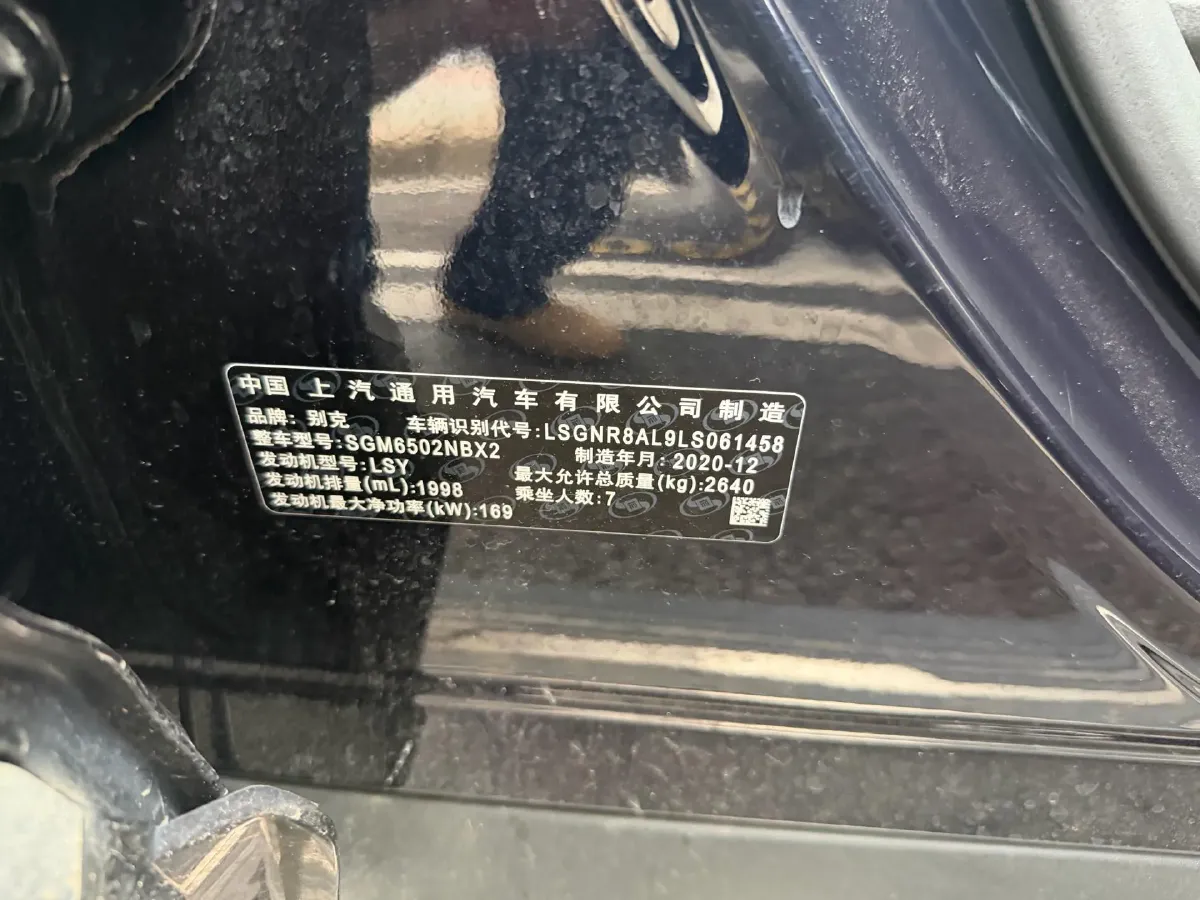 中国上汽通用汽车有限公司制造
品牌: 别克 车辆识别代号:LSGNR8AL9LS061458
整车型号:SGM6502NBX2 制造年月:2020-12
发动机型号:LSY 最大允许总质量(kg):2640
发动机排量(mL):1998 乘坐人数:7
发动机最大净功率(kW):169